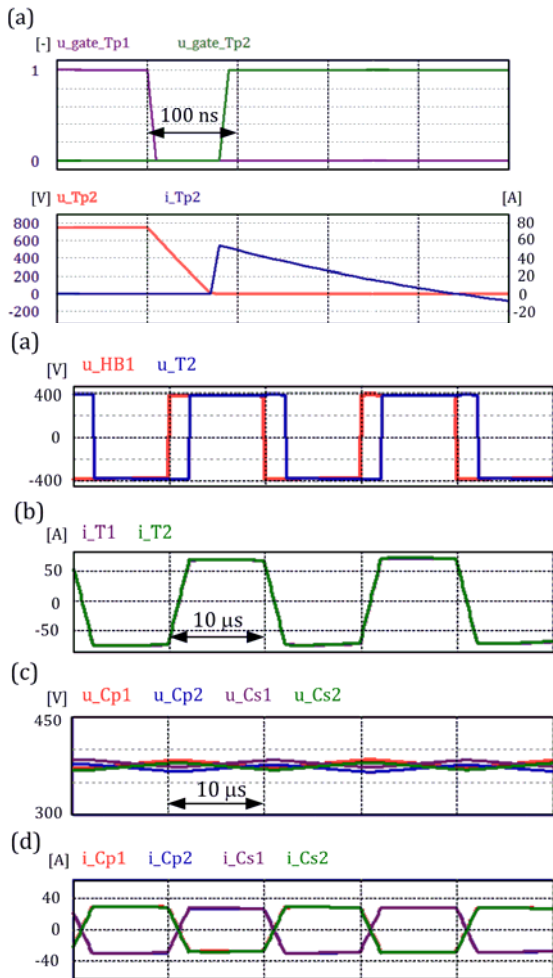 (a)
[-] u_gate_Tp1 u_gate_Tp2
1
100 ns
0
[V] u_Tp2 i_Tp2 [A]
800 80
600 60
400 40
200 20
0 0
-200 -20
(a)
[V] u_HB1 u_T2
400
0
-400
(b)
[A] i_T1 i_T2
50
0
10 µs
-50
(c)
[V] u_Cp1 u_Cp2 u_Cs1 u_Cs2
450
10 µs
300
(d)
[A] i_Cp1 i_Cp2 i_Cs1 i_Cs2
40
0
-40